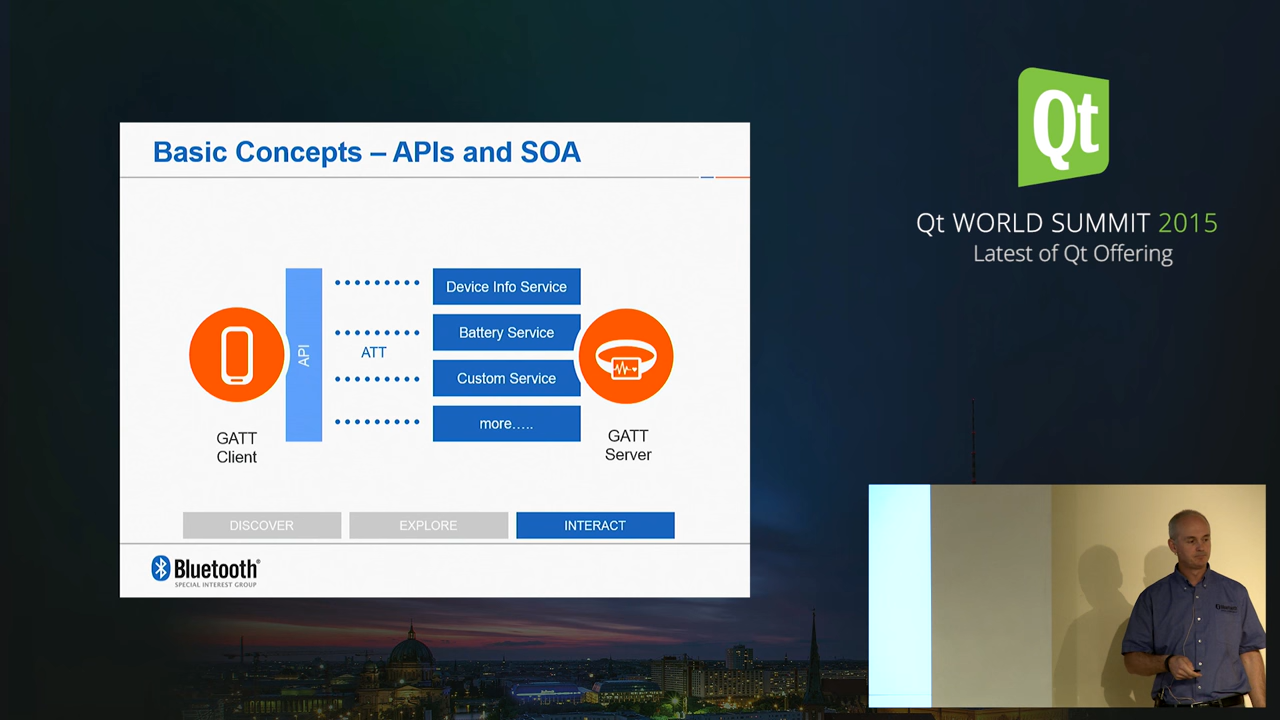 Basic Concepts – APIs and SOA
API
ATT
Device Info Service
Battery Service
Custom Service
more…..
GATT
Client
GATT
Server
DISCOVER
EXPLORE
INTERACT
Bluetooth®
SPECIAL INTEREST GROUP
Qt
Qt WORLD SUMMIT 2015
Latest of Qt Offering